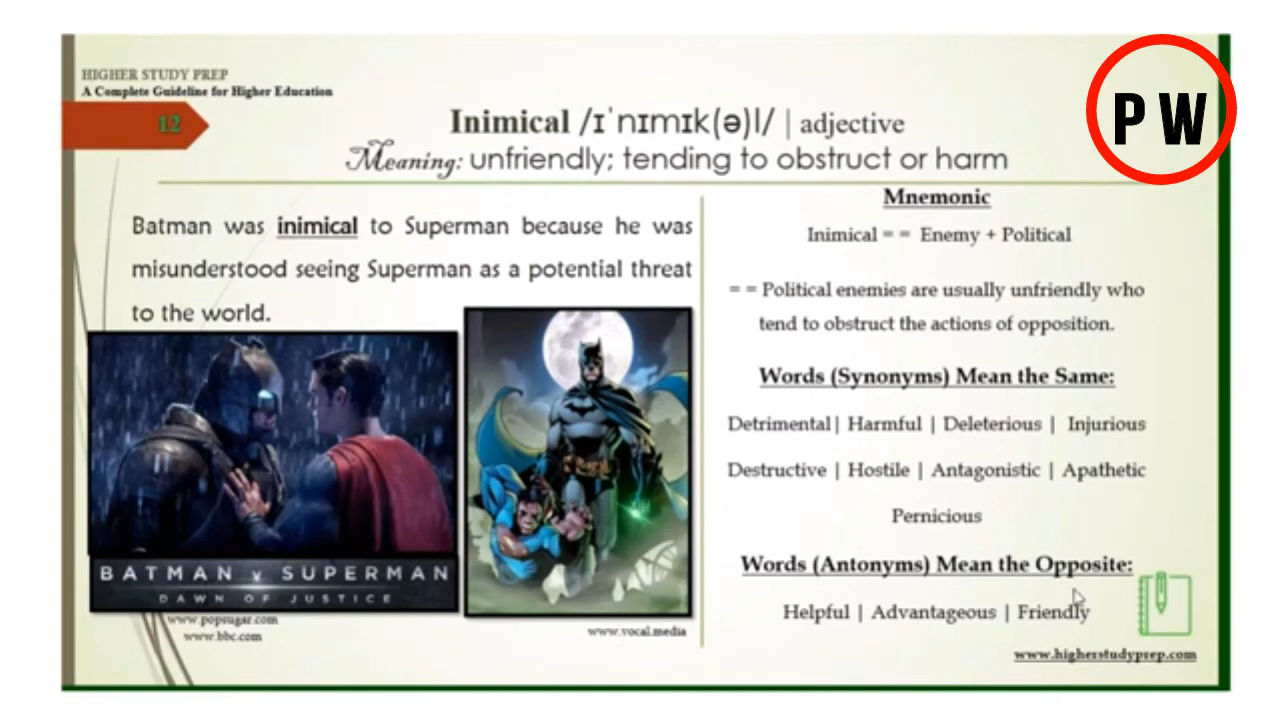 HIGHER STUDY PREP
A Complete Guideline for Higher Education
12
P W
Inimical /ɪˈnɪmɪk(ə)l/ | adjective
Meaning: unfriendly; tending to obstruct or harm
Batman was inimical to Superman because he was
misunderstood seeing Superman as a potential threat
to the world.
BATMAN v SUPERMAN
DAWN OF JUSTICE
www.popsugar.com
www.bbc.com
www.vocal.media
Mnemonic
Inimical = = Enemy + Political
= = Political enemies are usually unfriendly who
tend to obstruct the actions of opposition.
Words (Synonyms) Mean the Same:
Detrimental | Harmful | Deleterious | Injurious
Destructive | Hostile | Antagonistic | Apathetic
Pernicious
Words (Antonyms) Mean the Opposite:
Helpful | Advantageous | Friendly
www.higherstudyprep.com